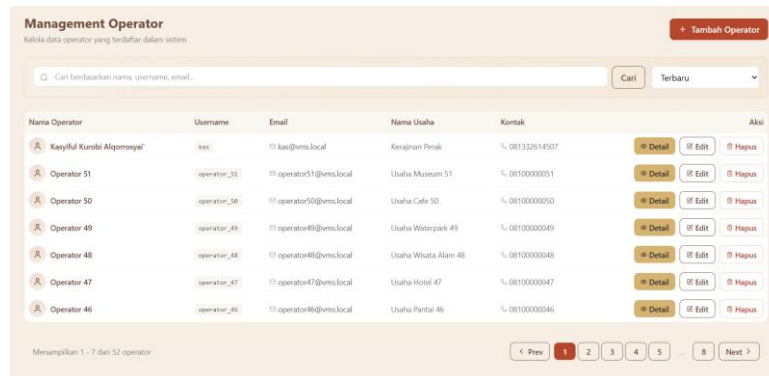 Management Operator
Kelola data operator yang terdaftar dalam sistem
+ Tambah Operator
Cari berdasarkan nama, username, email...
Cari
Terbaru
Nama Operator Username Email Nama Usaha Kontak Aksi
Kasyiful Kurobi Alqorrosyai' kas kas@vms.local Kerajinan Perak 081332614507 Detail Edit Hapus
Operator 51 operator_51 operator51@vms.local Usaha Museum 51 08100000051 Detail Edit Hapus
Operator 50 operator_50 operator50@vms.local Usaha Cafe 50 08100000050 Detail Edit Hapus
Operator 49 operator_49 operator49@vms.local Usaha Waterpark 49 08100000049 Detail Edit Hapus
Operator 48 operator_48 operator48@vms.local Usaha Wisata Alam 48 08100000048 Detail Edit Hapus
Operator 47 operator_47 operator47@vms.local Usaha Hotel 47 08100000047 Detail Edit Hapus
Operator 46 operator_46 operator46@vms.local Usaha Pantai 46 08100000046 Detail Edit Hapus
Menampilkan 1 - 7 dari 52 operator
< Prev 1 2 3 4 5 ... 8 Next >